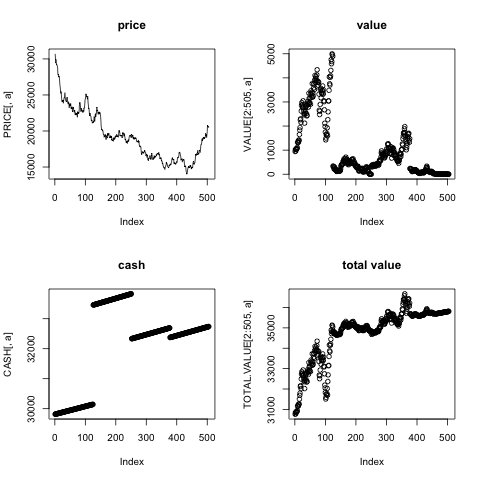 price
PRICE[, a]
15000 20000 25000 30000
0 100 200 300 400 500
Index
value
VALUE[2:505, a]
0 1000 3000 5000
0 100 200 300 400 500
Index
cash
CASH[, a]
30000 32000
0 100 200 300 400 500
Index
total value
TOTAL.VALUE[2:505, a]
31000 33000 35000
0 100 200 300 400 500
Index